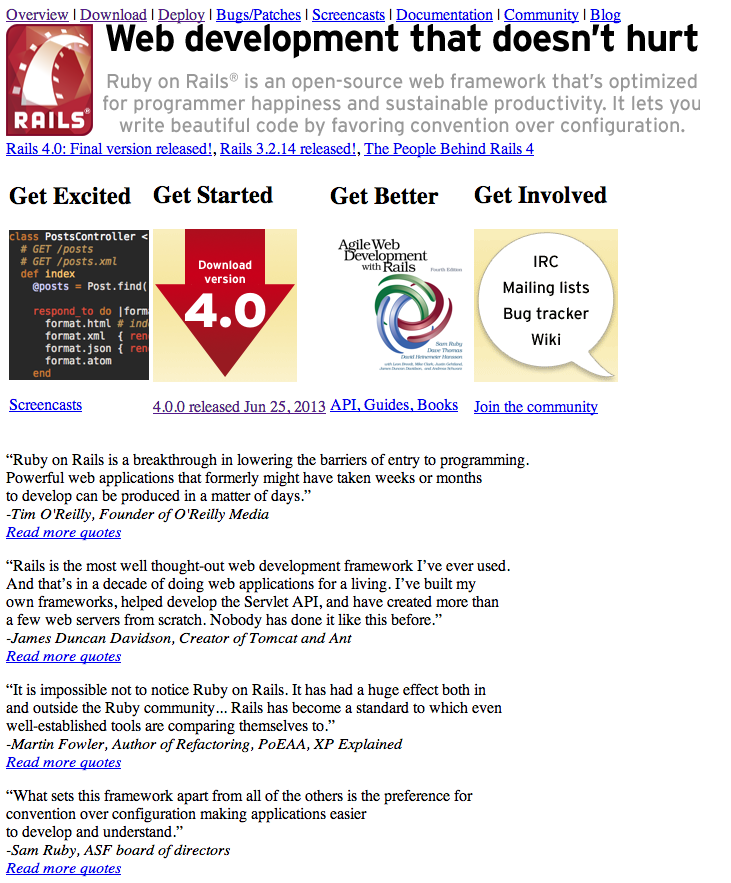 Overview | Download | Deploy | Bugs/Patches | Screencasts | Documentation | Community | Blog
RAILS®
Web development that doesn't hurt
Ruby on Rails® is an open-source web framework that's optimized
for programmer happiness and sustainable productivity. It lets you
write beautiful code by favoring convention over configuration.
Rails 4.0: Final version released!, Rails 3.2.14 released!, The People Behind Rails 4
Get Excited
class PostsController <
# GET /posts
# GET /posts.xml
def index
@posts = Post.find(
respond_to do |forma
format.html # inde
format.xml { ren
format.json { ren
format.atom
end
Screencasts
Get Started
Download
version
4.0
4.0.0 released Jun 25, 2013
Get Better
Agile Web
Development
with Rails
Fourth Edition
Sam Ruby
Dave Thomas
David Heinemeier Hansson
API, Guides, Books
Get Involved
IRC
Mailing lists
Bug tracker
Wiki
Join the community
“Ruby on Rails is a breakthrough in lowering the barriers of entry to programming.
Powerful web applications that formerly might have taken weeks or months
to develop can be produced in a matter of days.”
-Tim O'Reilly, Founder of O'Reilly Media
Read more quotes
“Rails is the most well thought-out web development framework I’ve ever used.
And that’s in a decade of doing web applications for a living. I’ve built my
own frameworks, helped develop the Servlet API, and have created more than
a few web servers from scratch. Nobody has done it like this before.”
-James Duncan Davidson, Creator of Tomcat and Ant
Read more quotes
“It is impossible not to notice Ruby on Rails. It has had a huge effect both in
and outside the Ruby community... Rails has become a standard to which even
well-established tools are comparing themselves to.”
-Martin Fowler, Author of Refactoring, PoEAA, XP Explained
Read more quotes
“What sets this framework apart from all of the others is the preference for
convention over configuration making applications easier
to develop and understand.”
-Sam Ruby, ASF board of directors
Read more quotes